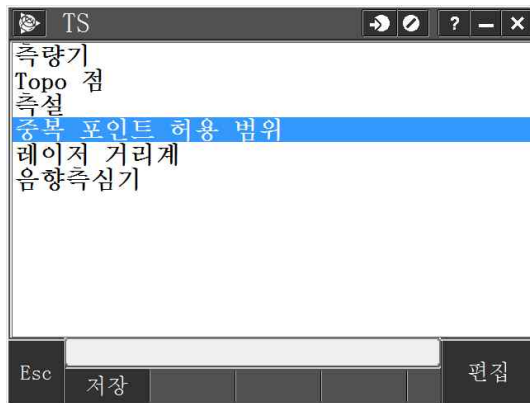 TS
? — ×
측량기
Topo 점
측설
중복 포인트 허용 범위
레이저 거리계
음향측심기
Esc
저장
편집